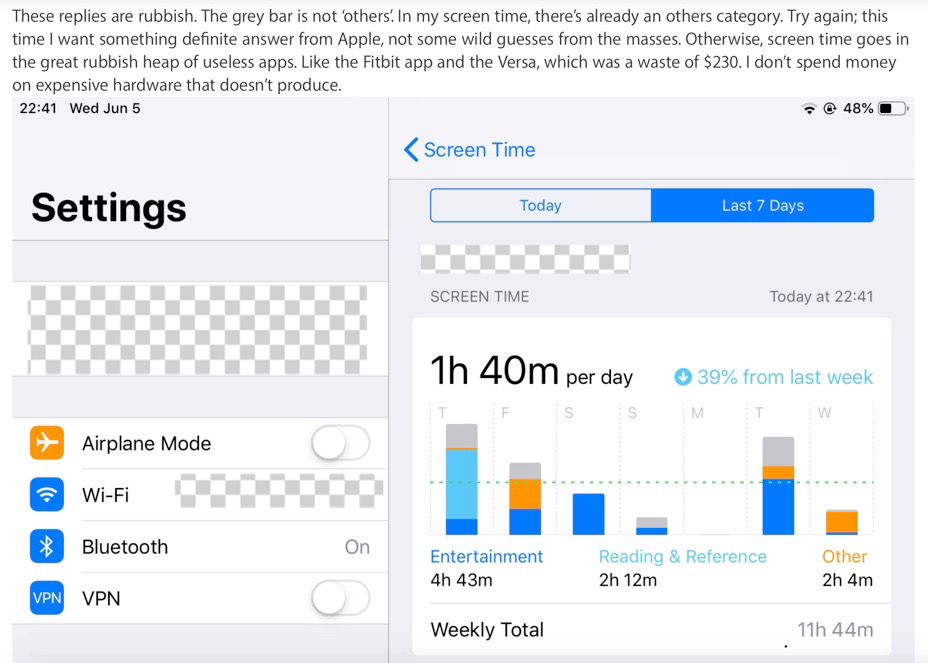 These replies are rubbish. The grey bar is not ‘others’. In my screen time, there’s already an others category. Try again; this
time I want something definite answer from Apple, not some wild guesses from the masses. Otherwise, screen time goes in
the great rubbish heap of useless apps. Like the Fitbit app and the Versa, which was a waste of $230. I don’t spend money
on expensive hardware that doesn’t produce.
22:41 Wed Jun 5
48%
Screen Time
Settings
Today
Last 7 Days
SCREEN TIME
Today at 22:41
1h 40m per day
39% from last week
T F S S M T W
Airplane Mode
Wi-Fi
Bluetooth
On
VPN VPN
Entertainment
Reading & Reference
Other
4h 43m
2h 12m
2h 4m
Weekly Total
11h 44m